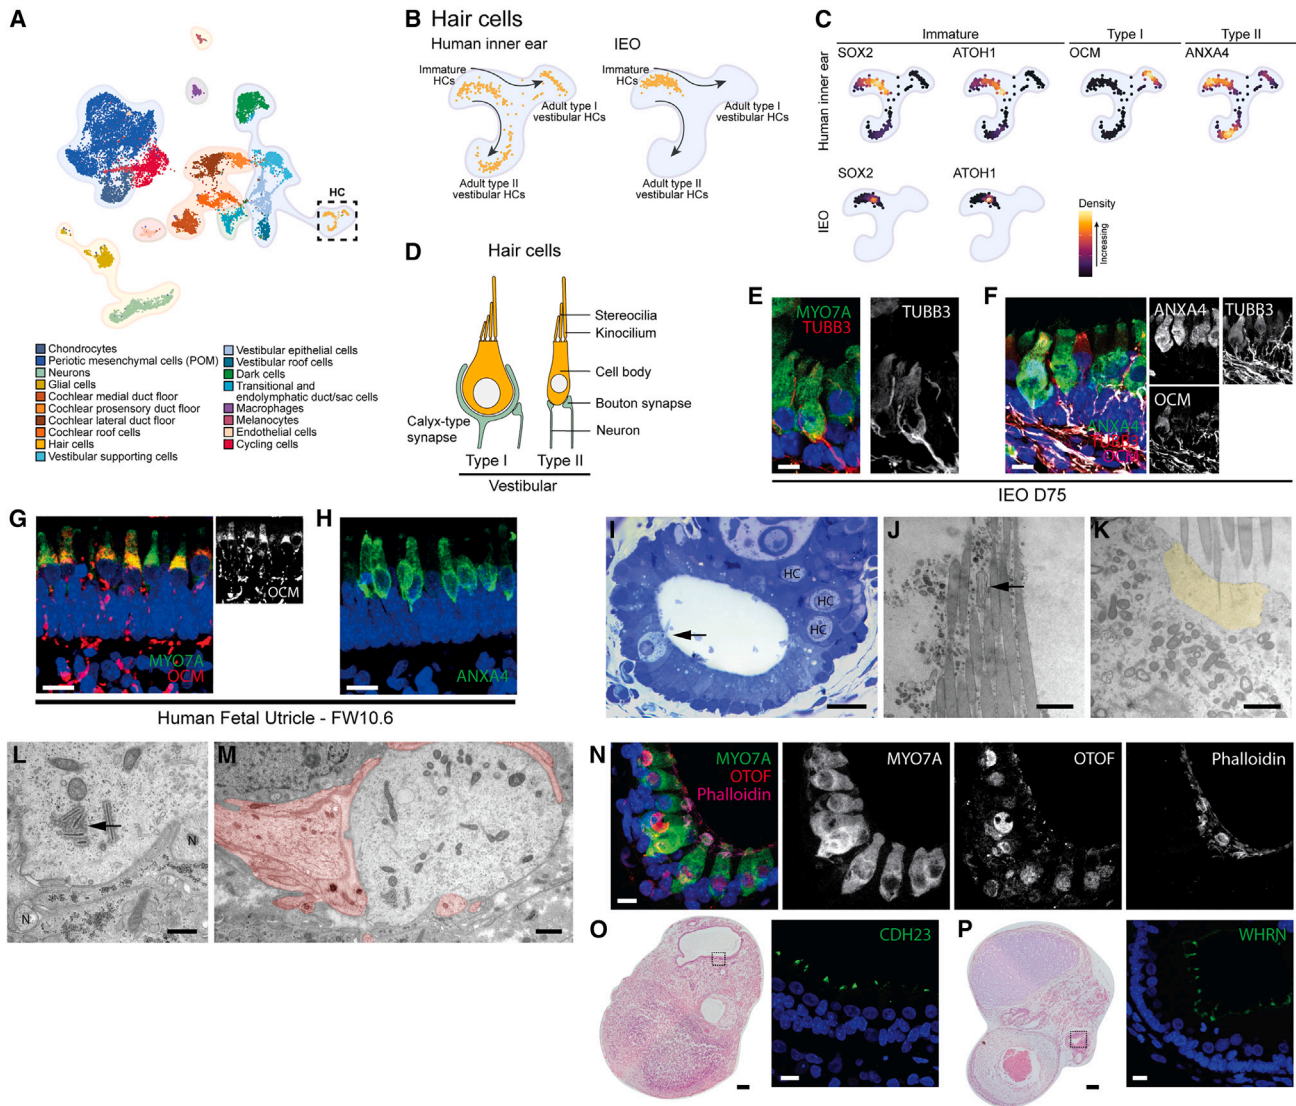 A
HC
Chondrocytes
Periotic mesenchymal cells (POM)
Neurons
Glial cells
Cochlear medial duct floor
Cochlear prosensory duct floor
Cochlear lateral duct floor
Cochlear roof cells
Hair cells
Vestibular supporting cells
Vestibular epithelial cells
Vestibular roof cells
Dark cells
Transitional and
endolymphatic duct/sac cells
Macrophages
Melanocytes
Endothelial cells
Cycling cells
B Hair cells
Human inner ear
IEO
Immature
HCs
Adult type I
vestibular HCs
Adult type II
vestibular HCs
Immature
HCs
Adult type I
vestibular HCs
Adult type II
vestibular HCs
C
Immature
Type I
Type II
SOX2
ATOH1
OCM
ANXA4
Human inner ear
SOX2
ATOH1
IEO
Density
Increasing
D
Hair cells
Stereocilia
Kinocilium
Cell body
Bouton synapse
Neuron
Calyx-type
synapse
Type I
Type II
Vestibular
E
MYO7A
TUBB3
TUBB3
F
ANXA4
TUBB3
OCM
ANXA4
TUBB3
OCM
IEO D75
G
OCM
MYO7A
OCM
H
ANXA4
Human Fetal Utricle - FW10.6
I
HC
HC
HC
J
K
L
N
N
M
N
MYO7A
OTOF
Phalloidin
MYO7A
OTOF
Phalloidin
O
CDH23
P
WHRN